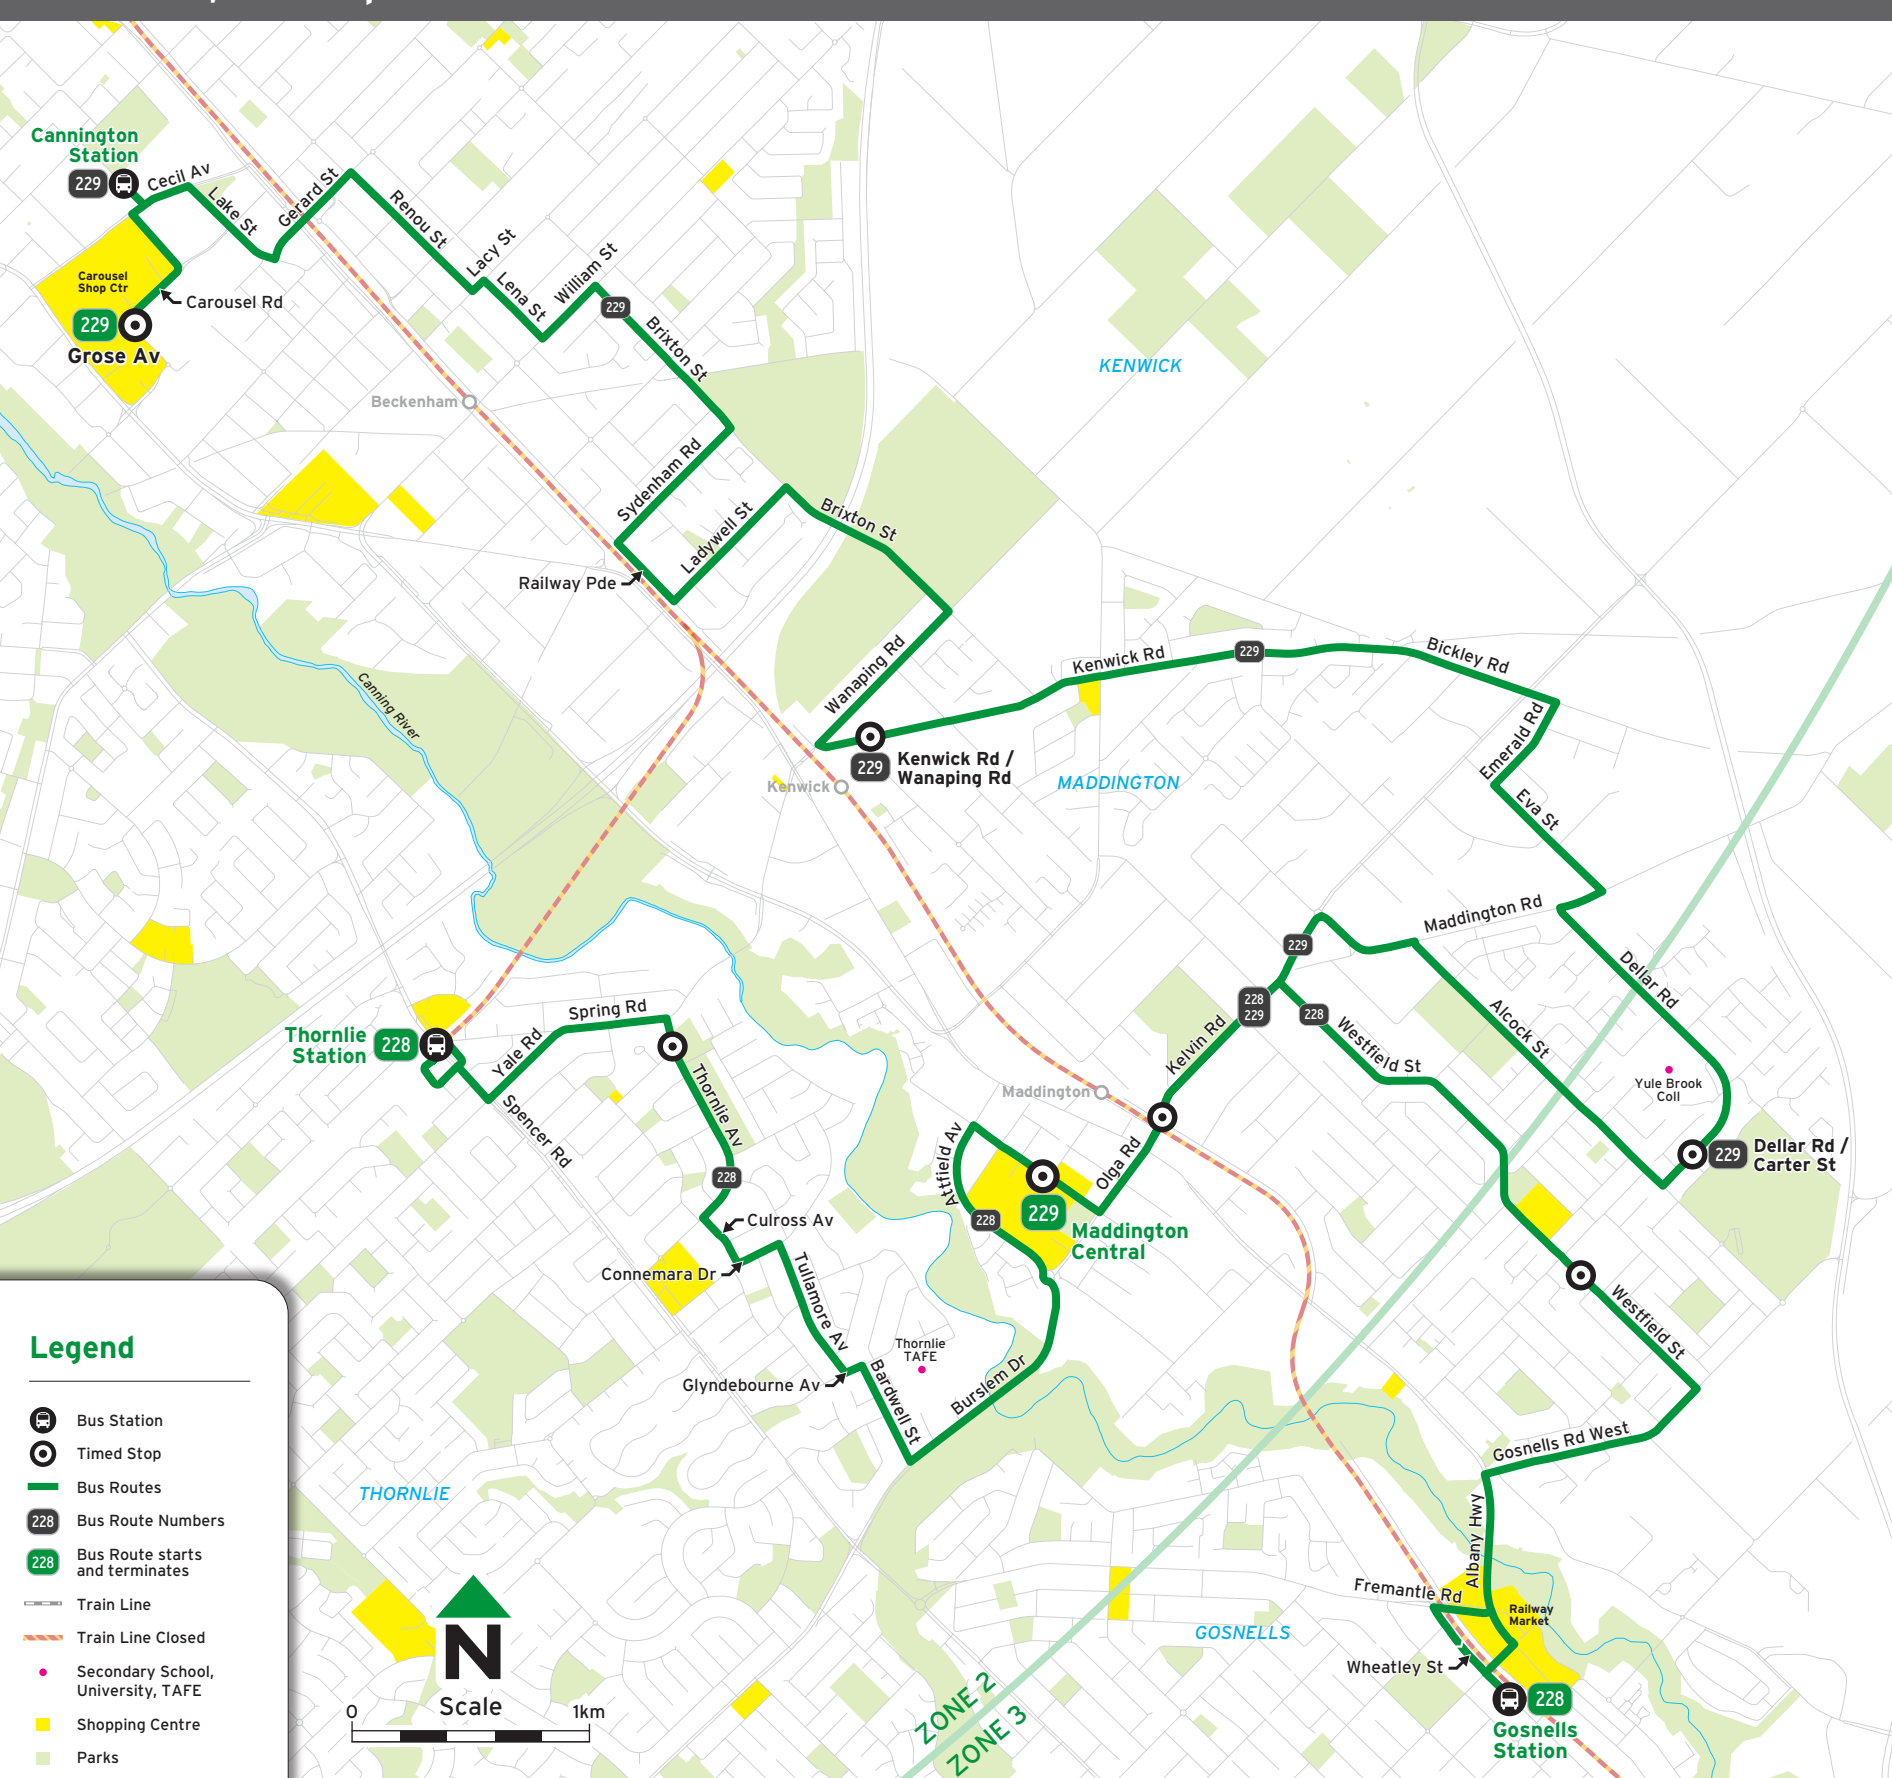 Cannington
Station
229
Cecil Av
Lake St
Gerard St
Renou St
Lacy St
Lena St
William St
229
Brixton St
Carousel
Shop Ctr
Carousel Rd
229
Grose Av
Beckenham
KENWICK
Sydenham Rd
Ladywell St
Brixton St
Railway Pde
Wanaping Rd
Kenwick Rd
229
Bickley Rd
Canning River
Emerald Rd
Kenwick Rd /
Wanaping Rd
229
Kenwick
MADDINGTON
Eva St
Maddington Rd
229
Dellar Rd
228
229
228
Alcock St
Westfield St
Kelvin Rd
Spring Rd
Thornlie
Station
228
Yale Rd
Thornlie Av
Spencer Rd
Yule Brook
Coll
Maddington
Attfield Av
Olga Rd
229
Dellar Rd /
Carter St
228
Culross Av
228
229
Maddington
Central
Connemara Dr
Tullamore Av
Westfield St
Thornlie
TAFE
Glyndebourne Av
Bardwell St
Burslem Dr
Gosnells Rd West
THORNLIE
Albany Hwy
Fremantle Rd
Railway
Market
GOSNELLS
Wheatley St
228
Gosnells
Station
ZONE 2
ZONE 3
Legend
Bus Station
Timed Stop
Bus Routes
228
Bus Route Numbers
228
Bus Route starts
and terminates
Train Line
Train Line Closed
Secondary School,
University, TAFE
Shopping Centre
Parks
N
Scale
0
1km